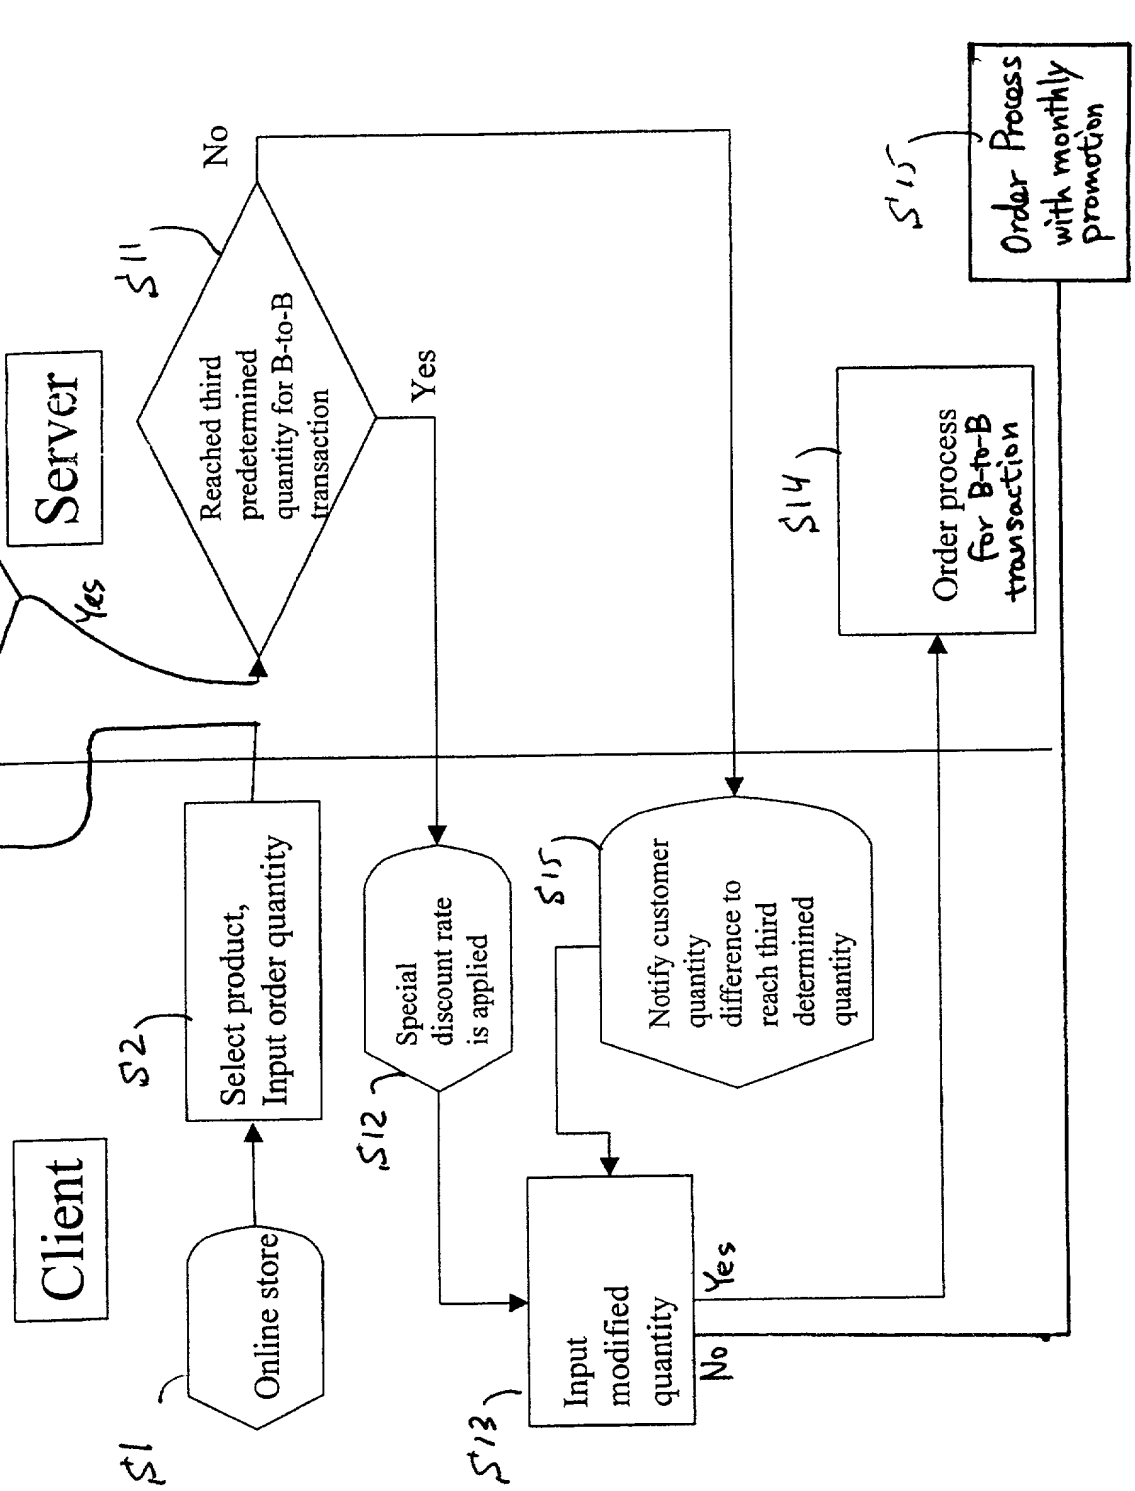 Client
Server
S1
Online store
S2
Select product,
Input order quantity
Yes
S11
Reached third
predetermined
quantity for B-to-B
transaction
No
Yes
S12
Special
discount rate
is applied
S13
Input
modified
quantity
No
Yes
S15
Notify customer
quantity
difference to
reach third
determined
quantity
S14
Order process
for B-to-B
transaction
S15
Order Process
with monthly
promotion